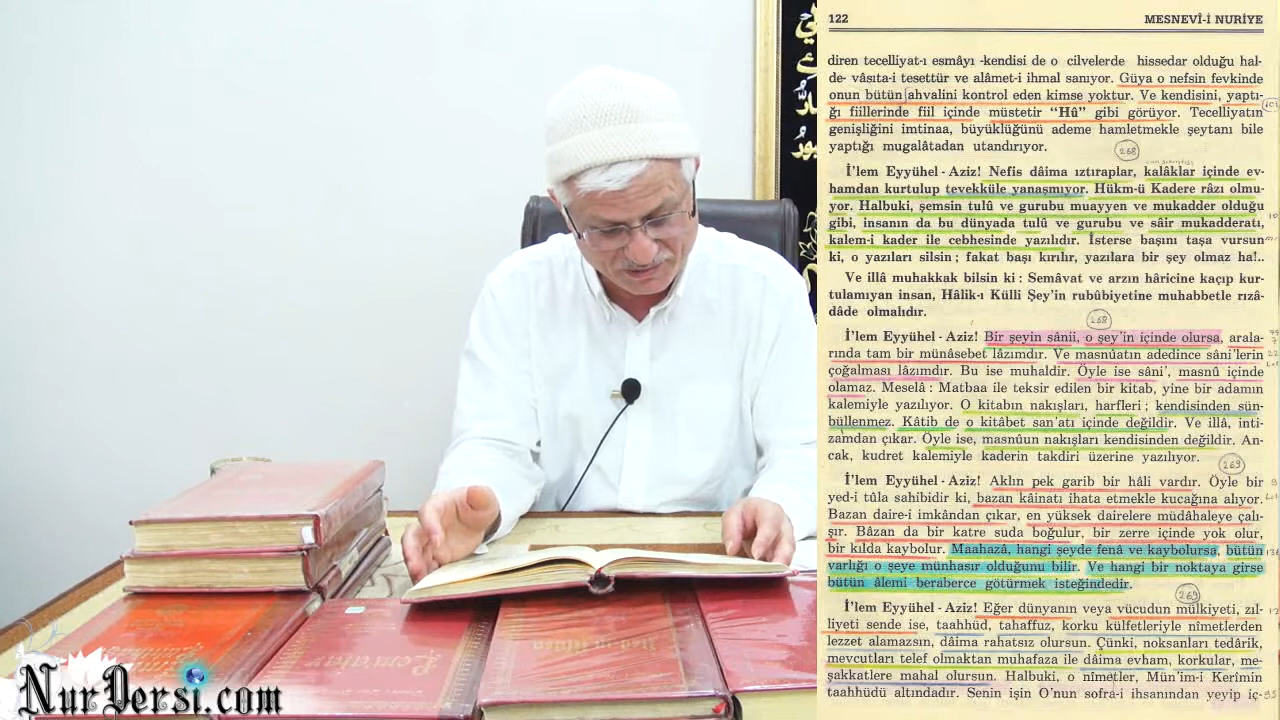 122 MESNEVÎ-İ NURİYE
diren tecelliyat-ı esmâyı -kendisi de o cilvelerde hissedar olduğu hal-
de- vâsıta-i tesettür ve alâmet-i ihmal sanıyor. Güya o nefsin fevkinde
onun bütün ahvalini kontrol eden kimse yoktur. Ve kendisini, yaptı-
ğı fiillerinde fiil içinde müstetir “Hû” gibi görüyor. Tecelliyatın
genişliğini imtinaa, büyüklüğünü ademe hamletmekle şeytanı bile
yaptığı mugalâtadan utandırıyor.
268
İ’lem Eyyühel - Aziz! Nefis dâima ıztıraplar, kalâklar içinde ev-
hamdan kurtulup tevekküle yanaşmıyor. Hükm-ü Kadere râzı olmu-
yor. Halbuki, şemsin tulû ve gurubu muayyen ve mukadder olduğu
gibi, insanın da bu dünyada tulû ve gurubu ve sâir mukadderatı,
kalem-i kader ile cebhesinde yazılıdır. İsterse başını taşa vursun
ki, o yazıları silsin ; fakat başı kırılır, yazılara bir şey olmaz ha!..
Ve illâ muhakkak bilsin ki : Semâvat ve arzın hâricine kaçıp kur-
tulamıyan insan, Hâlik-ı Külli Şey’in rubûbiyetine muhabbetle rızâ-
dâde olmalıdır.
268
İ’lem Eyyühel - Aziz! Bir şeyin sânii, o şey’in içinde olursa, arala-
rında tam bir münâsebet lâzımdır. Ve masnûatın adedince sâni’lerin
çoğalması lâzımdır. Bu ise muhaldir. Öyle ise sâni’, masnû içinde
olamaz. Meselâ : Matbaa ile teksir edilen bir kitab, yine bir adamın
kalemiyle yazılıyor. O kitabın nakışları, harfleri ; kendisinden sün-
büllenmez. Kâtib de o kitâbet san’atı içinde değildir. Ve illâ, inti-
zamdan çıkar. Öyle ise, masnûun nakışları kendisinden değildir. An-
cak, kudret kalemiyle kaderin takdiri üzerine yazılıyor.
269
İ’lem Eyyühel - Aziz! Aklın pek garib bir hâli vardır. Öyle bir
yed-i tûla sahibidir ki, bazan kâinatı ihata etmekle kucağına alıyor.
Bazan daire-i imkândan çıkar, en yüksek dairelere müdâhaleye çalı-
şır. Bâzan da bir katre suda boğulur, bir zerre içinde yok olur,
bir kılda kaybolur. Maahazâ, hangi şeyde fenâ ve kaybolursa, bütün
varlığı o şeye münhasır olduğunu bilir. Ve hangi bir noktaya girse
bütün âlemi beraberce götürmek isteğindedir.
269
İ’lem Eyyühel - Aziz! Eğer dünyanın veya vücudun mülkiyeti, zıl-
liyeti sende ise, taahhüd, tahaffuz, korku külfetleriyle nîmetlerden
lezzet alamazsın, dâima rahatsız olursun. Çünki, noksanları tedârik,
mevcutları telef olmaktan muhafaza ile dâima evhan, korkular, me-
şakkatlere mahal olursun. Halbuki, o nîmetler, Mün’im-i Kerîmin
taahhüdü altındadır. Senin işin O’nun sofra-i ihsanından yeyip iç-
Lem'alar
NurDersi.com